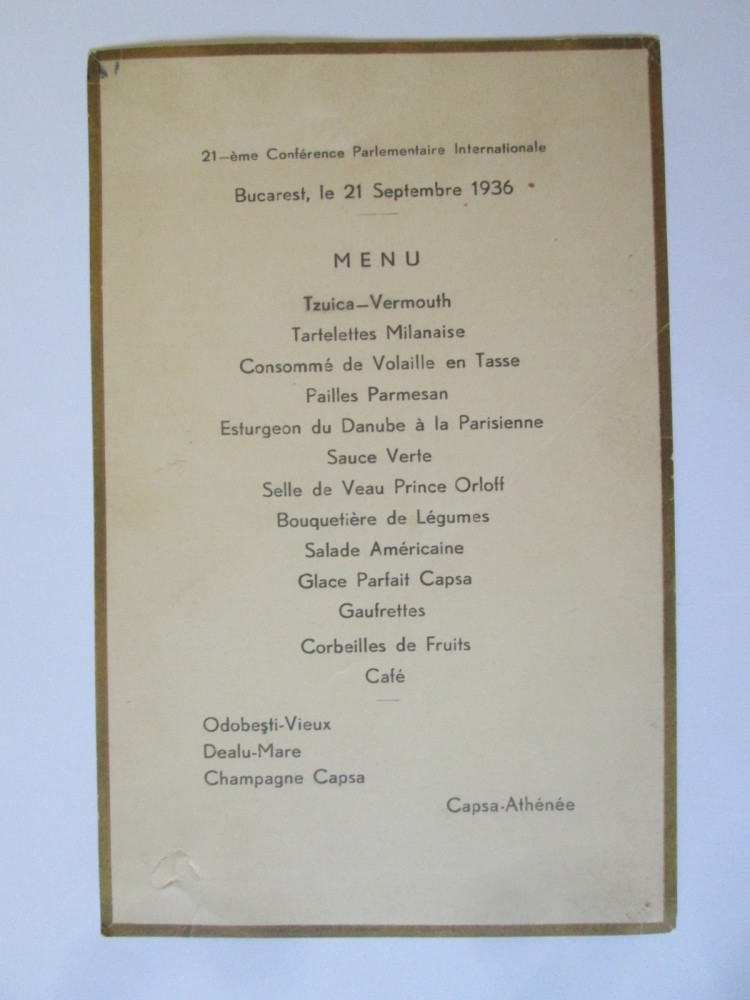 21—ème Conférence Parlementaire Internationale
Bucarest, le 21 Septembre 1936
MENU
Tzuica—Vermouth
Tartelettes Milanaise
Consommé de Volaille en Tasse
Pailles Parmesan
Esturgeon du Danube à la Parisienne
Sauce Verte
Selle de Veau Prince Orloff
Bouquetière de Légumes
Salade Américaine
Glace Parfait Capsa
Gaufrettes
Corbeilles de Fruits
Café
Odobești-Vieux
Dealu-Mare
Champagne Capsa
Capsa-Athénée